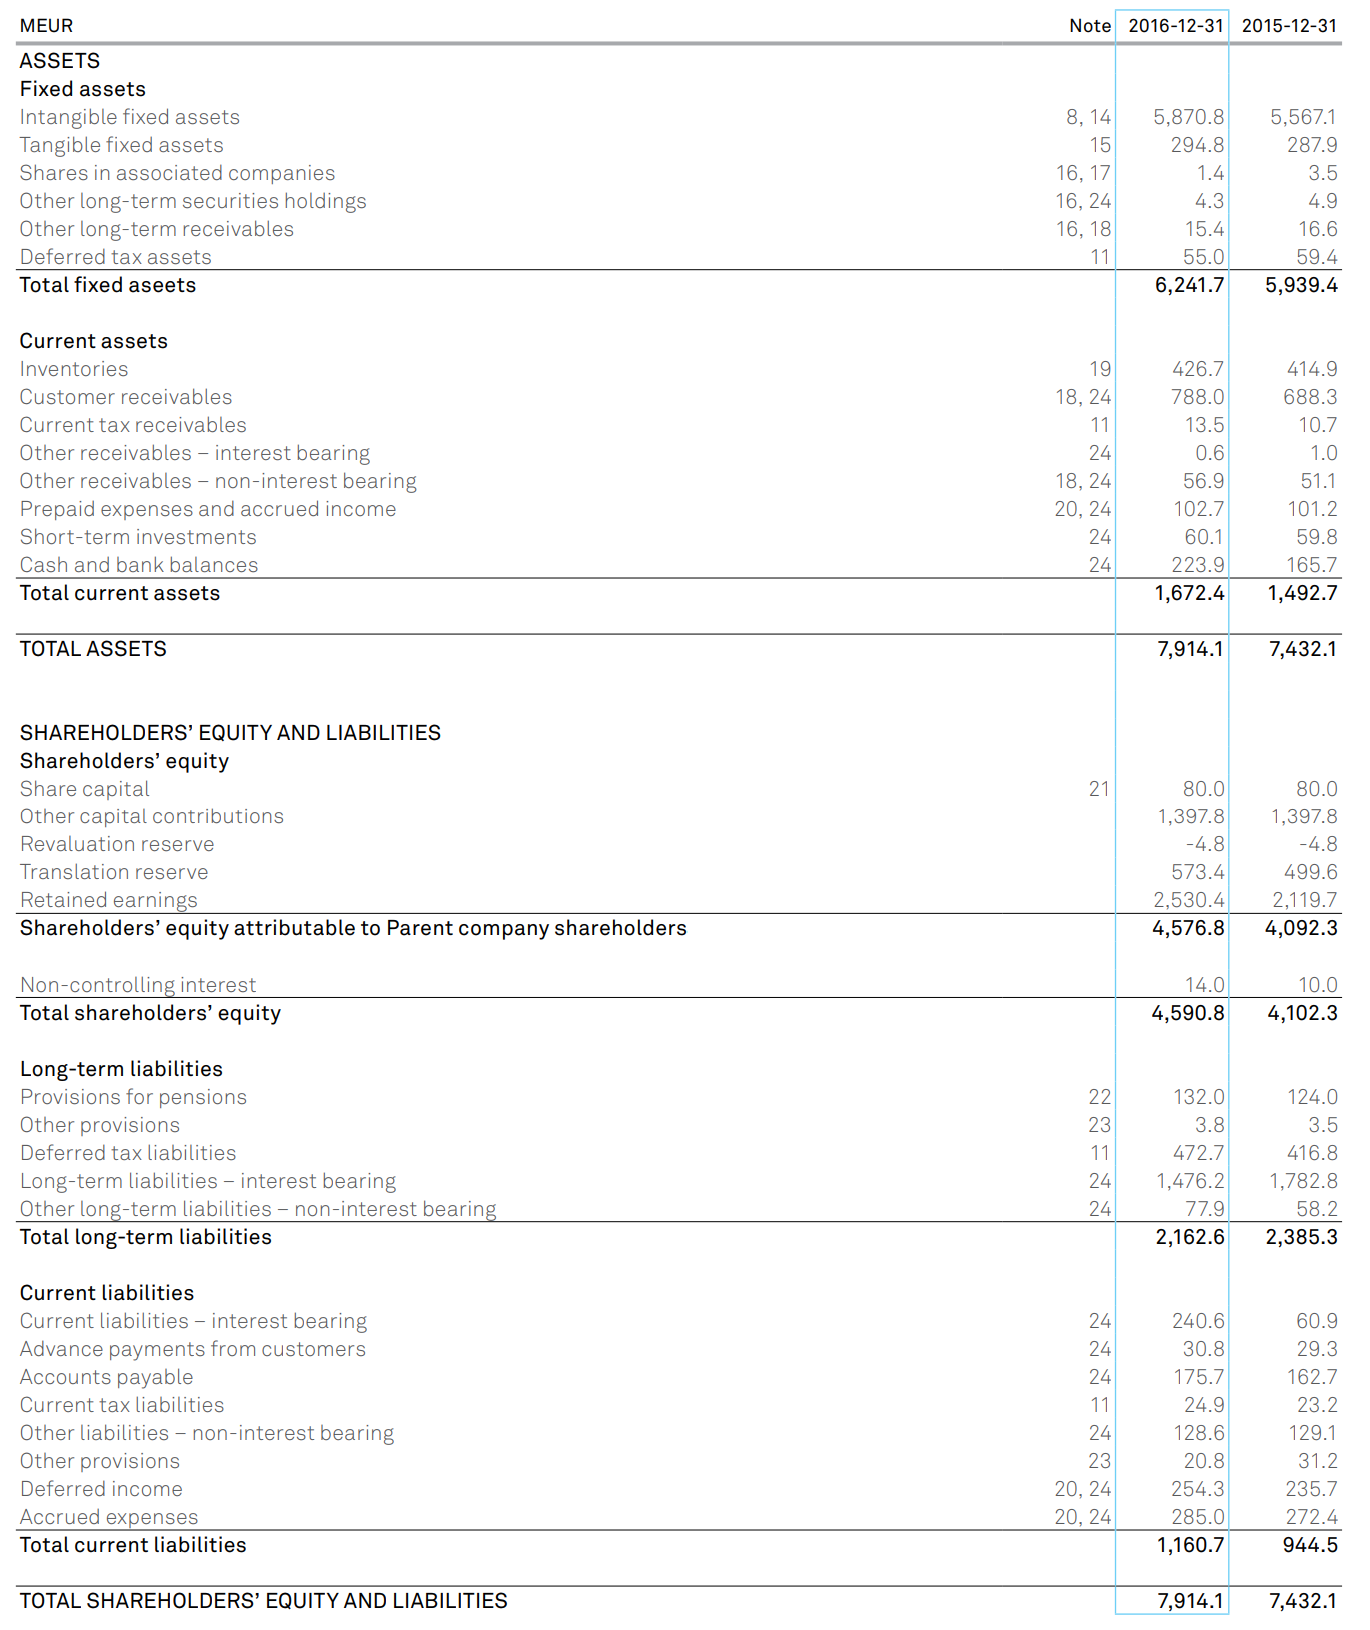 MEUR Note 2016-12-31 2015-12-31
ASSETS
Fixed assets
Intangible fixed assets 8, 14 5,870.8 5,567.1
Tangible fixed assets 15 294.8 287.9
Shares in associated companies 16, 17 1.4 3.5
Other long-term securities holdings 16, 24 4.3 4.9
Other long-term receivables 16, 18 15.4 16.6
Deferred tax assets 11 55.0 59.4
Total fixed aseets 6,241.7 5,939.4
Current assets
Inventories 19 426.7 414.9
Customer receivables 18, 24 788.0 688.3
Current tax receivables 11 13.5 10.7
Other receivables – interest bearing 24 0.6 1.0
Other receivables – non-interest bearing 18, 24 56.9 51.1
Prepaid expenses and accrued income 20, 24 102.7 101.2
Short-term investments 24 60.1 59.8
Cash and bank balances 24 223.9 165.7
Total current assets 1,672.4 1,492.7
TOTAL ASSETS 7,914.1 7,432.1
SHAREHOLDERS’ EQUITY AND LIABILITIES
Shareholders’ equity
Share capital 21 80.0 80.0
Other capital contributions 1,397.8 1,397.8
Revaluation reserve -4.8 -4.8
Translation reserve 573.4 499.6
Retained earnings 2,530.4 2,119.7
Shareholders’ equity attributable to Parent company shareholders 4,576.8 4,092.3
Non-controlling interest 14.0 10.0
Total shareholders’ equity 4,590.8 4,102.3
Long-term liabilities
Provisions for pensions 22 132.0 124.0
Other provisions 23 3.8 3.5
Deferred tax liabilities 11 472.7 416.8
Long-term liabilities – interest bearing 24 1,476.2 1,782.8
Other long-term liabilities – non-interest bearing 24 77.9 58.2
Total long-term liabilities 2,162.6 2,385.3
Current liabilities
Current liabilities – interest bearing 24 240.6 60.9
Advance payments from customers 24 30.8 29.3
Accounts payable 24 175.7 162.7
Current tax liabilities 11 24.9 23.2
Other liabilities – non-interest bearing 24 128.6 129.1
Other provisions 23 20.8 31.2
Deferred income 20, 24 254.3 235.7
Accrued expenses 20, 24 285.0 272.4
Total current liabilities 1,160.7 944.5
TOTAL SHAREHOLDERS’ EQUITY AND LIABILITIES 7,914.1 7,432.1